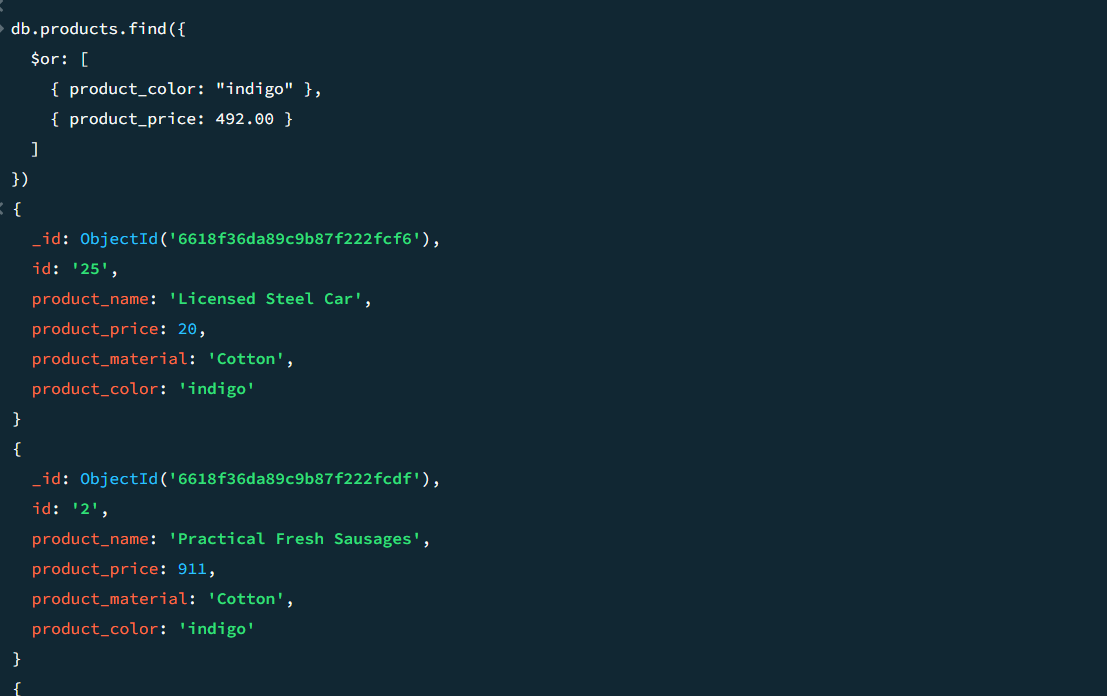 db.products.find({
  $or: [
    { product_color: "indigo" },
    { product_price: 492.00 }
  ]
})
{
  _id: ObjectId('6618f36da89c9b87f222fcf6'),
  id: '25',
  product_name: 'Licensed Steel Car',
  product_price: 20,
  product_material: 'Cotton',
  product_color: 'indigo'
}
{
  _id: ObjectId('6618f36da89c9b87f222fcdf'),
  id: '2',
  product_name: 'Practical Fresh Sausages',
  product_price: 911,
  product_material: 'Cotton',
  product_color: 'indigo'
}
{